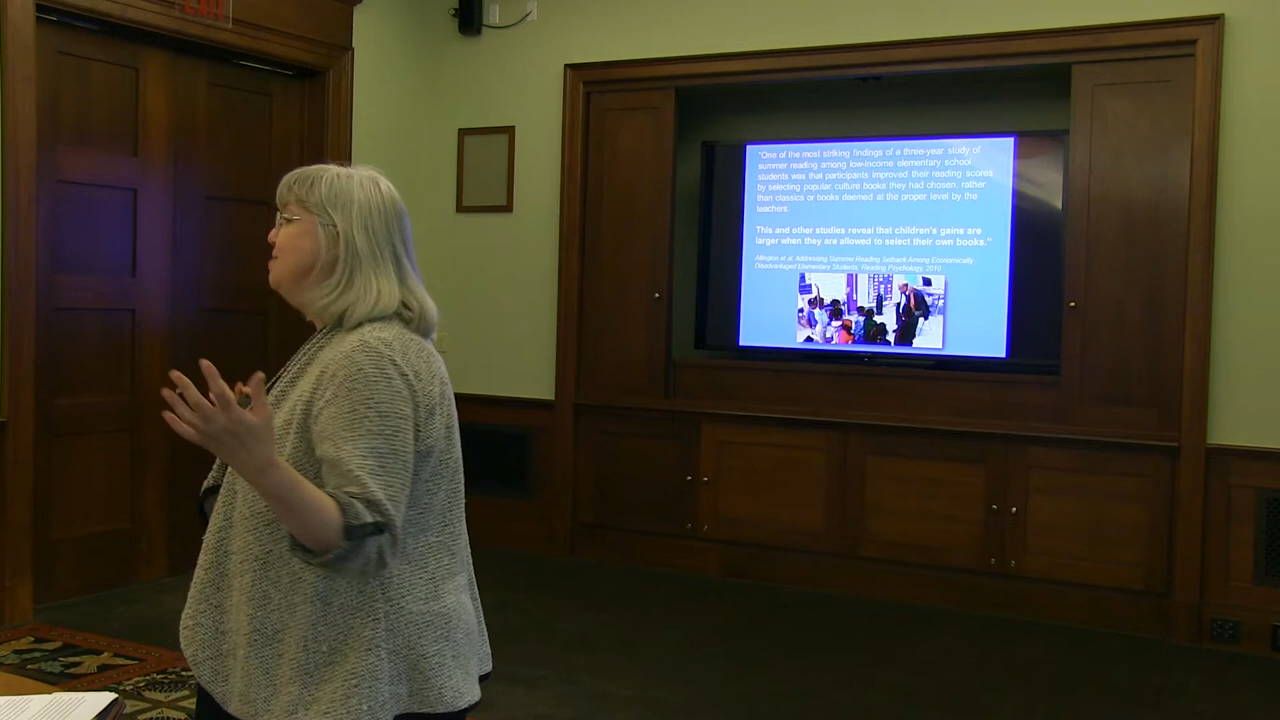 EXIT
"One of the most striking findings of a three-year study of
summer reading among low-income elementary school
students was that participants improved their reading scores
by selecting popular culture books they had chosen, rather
than classics or books deemed at the proper level by the
teachers.
This and other studies reveal that children's gains are
larger when they are allowed to select their own books."
Allington et al, Addressing Summer Reading Setback Among Economically
Disadvantaged Elementary Students, Reading Psychology, 2010